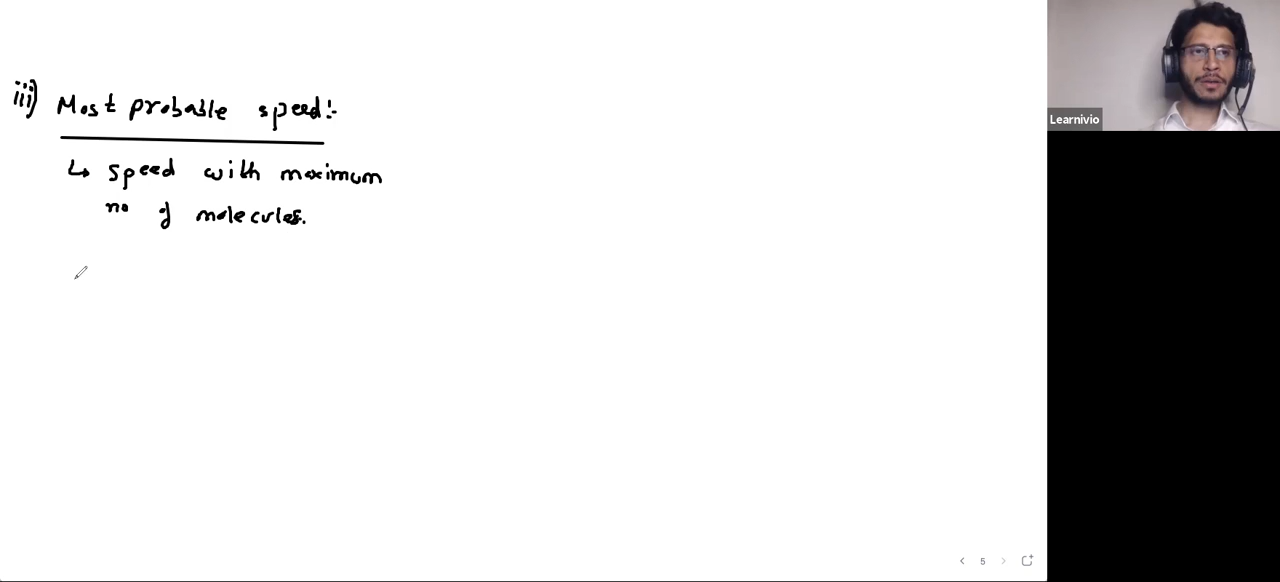 iii) Most probable speed:-
↳ speed with maximum
no of molecules.
Learnivio
5